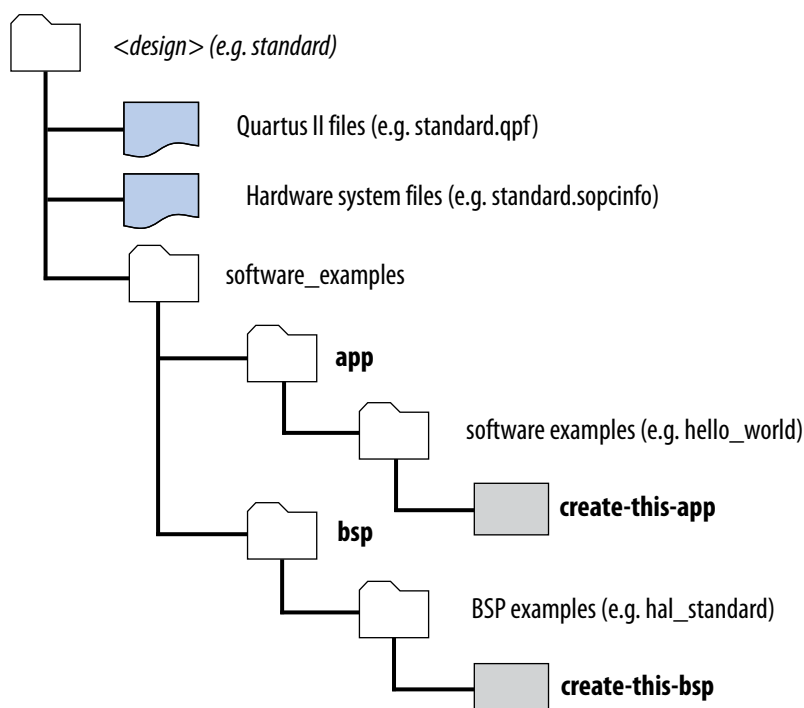 <design> (e.g. standard)
Quartus II files (e.g. standard.qpf)
Hardware system files (e.g. standard.sopcinfo)
software_examples
app
software examples (e.g. hello_world)
create-this-app
bsp
BSP examples (e.g. hal_standard)
create-this-bsp